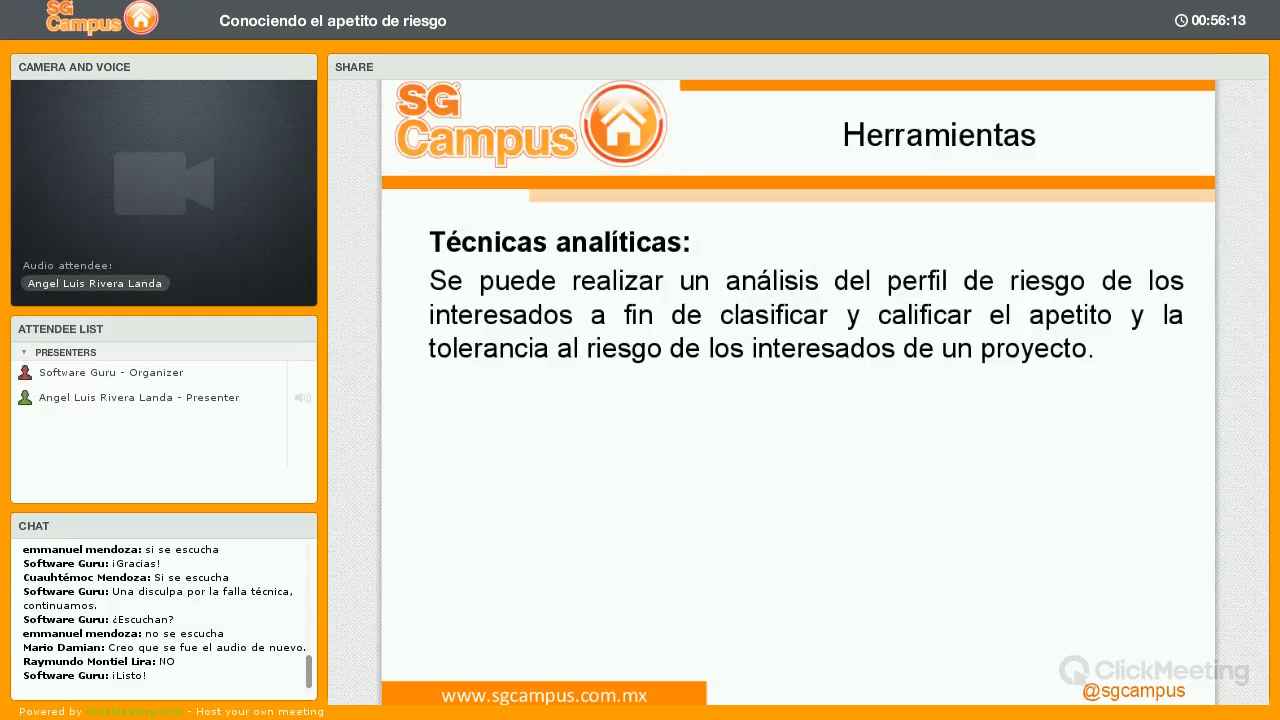 SG
Campus
Conociendo el apetito de riesgo
00:56:13
CAMERA AND VOICE
Audio attendee:
Angel Luis Rivera Landa
ATTENDEE LIST
PRESENTERS
Software Guru - Organizer
Angel Luis Rivera Landa - Presenter
CHAT
emmanuel mendoza: si se escucha
Software Guru: ¡Gracias!
Cuauhtémoc Mendoza: Si se escucha
Software Guru: Una disculpa por la falla técnica,
continuamos.
Software Guru: ¿Escuchan?
emmanuel mendoza: no se escucha
Mario Damian: Creo que se fue el audio de nuevo.
Raymundo Montiel Lira: NO
Software Guru: ¡Listo!
Powered by ClickMeeting.com - Host your own meeting
SHARE
SG
Campus
Herramientas
Técnicas analíticas:
Se puede realizar un análisis del perfil de riesgo de los
interesados a fin de clasificar y calificar el apetito y la
tolerancia al riesgo de los interesados de un proyecto.
www.sgcampus.com.mx
ClickMeeting
@sgcampus